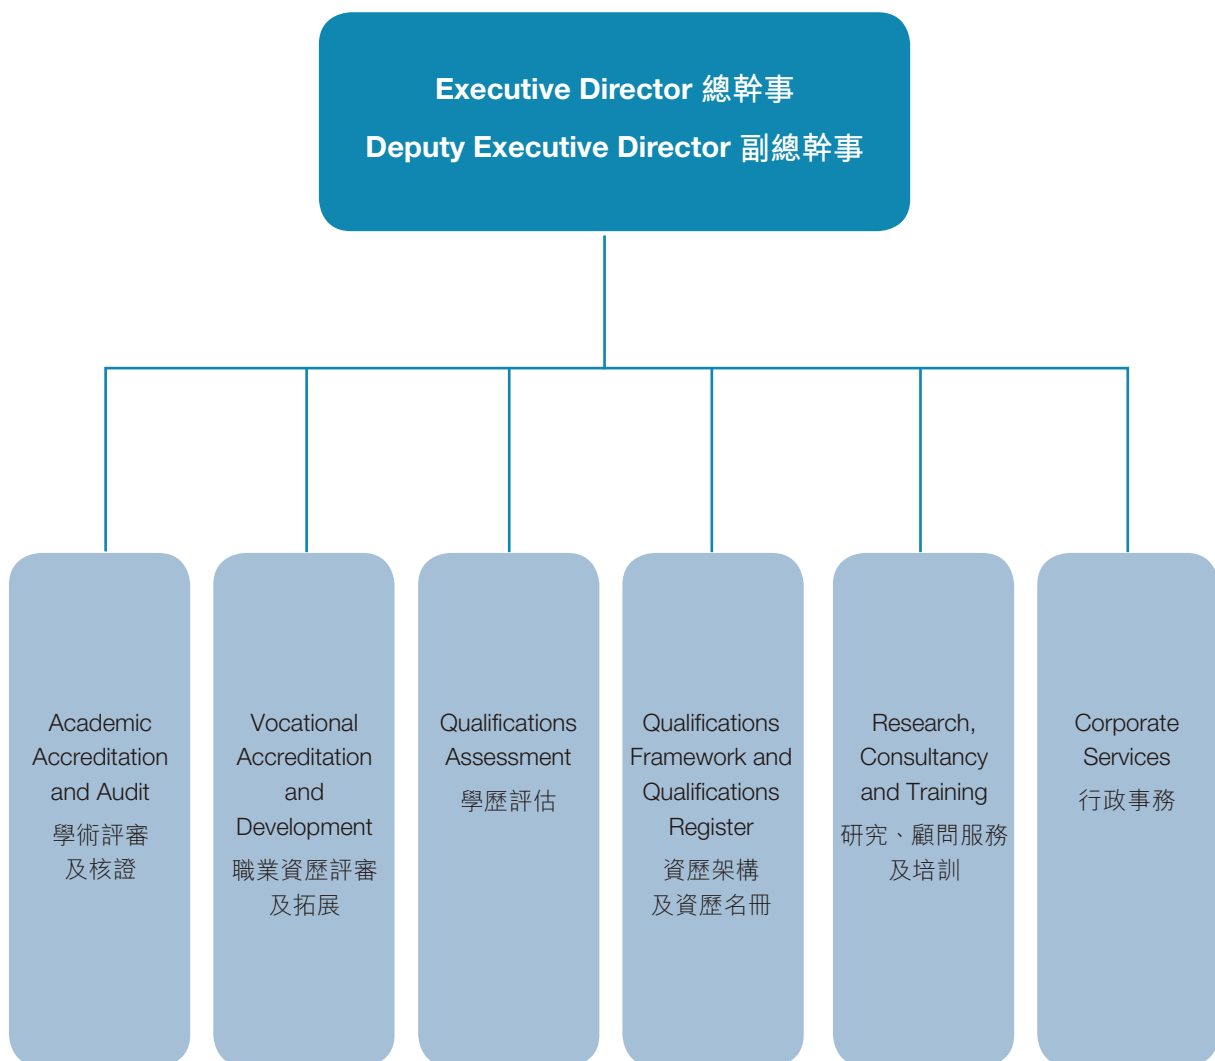 Executive Director 總幹事
Deputy Executive Director 副總幹事
Academic
Accreditation
and Audit
學術評審
及核證
Vocational
Accreditation
and
Development
職業資歷評審
及拓展
Qualifications
Assessment
學歷評估
Qualifications
Framework and
Qualifications
Register
資歷架構
及資歷名冊
Research,
Consultancy
and Training
研究、顧問服務
及培訓
Corporate
Services
行政事務